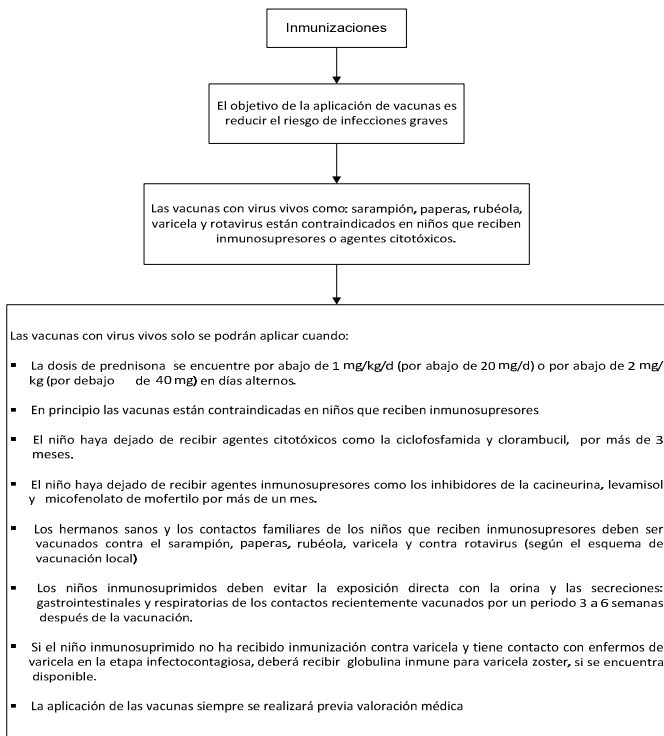 Inmunizaciones
El objetivo de la aplicación de vacunas es
reducir el riesgo de infecciones graves
Las vacunas con virus vivos como: sarampión, paperas, rubéola,
varicela y rotavirus están contraindicados en niños que reciben
inmunosupresores o agentes citotóxicos.
Las vacunas con virus vivos solo se podrán aplicar cuando:
▪ La dosis de prednisona se encuentre por abajo de 1 mg/kg/d (por abajo de 20 mg/d) o por abajo de 2 mg/
kg (por debajo de 40 mg) en días alternos.
▪ En principio las vacunas están contraindicadas en niños que reciben inmunosupresores
▪ El niño haya dejado de recibir agentes citotóxicos como la ciclofosfamida y clorambucil, por más de 3
meses.
▪ El niño haya dejado de recibir agentes inmunosupresores como los inhibidores de la cacineurina, levamisol
y micofenolato de mofertilo por más de un mes.
▪ Los hermanos sanos y los contactos familiares de los niños que reciben inmunosupresores deben ser
vacunados contra el sarampión, paperas, rubéola, varicela y contra rotavirus (según el esquema de
vacunación local)
▪ Los niños inmunosuprimidos deben evitar la exposición directa con la orina y las secreciones:
gastrointestinales y respiratorias de los contactos recientemente vacunados por un periodo 3 a 6 semanas
después de la vacunación.
▪ Si el niño inmunosuprimido no ha recibido inmunización contra varicela y tiene contacto con enfermos de
varicela en la etapa infectocontagiosa, deberá recibir globulina inmune para varicela zoster, si se encuentra
disponible.
▪ La aplicación de las vacunas siempre se realizará previa valoración médica